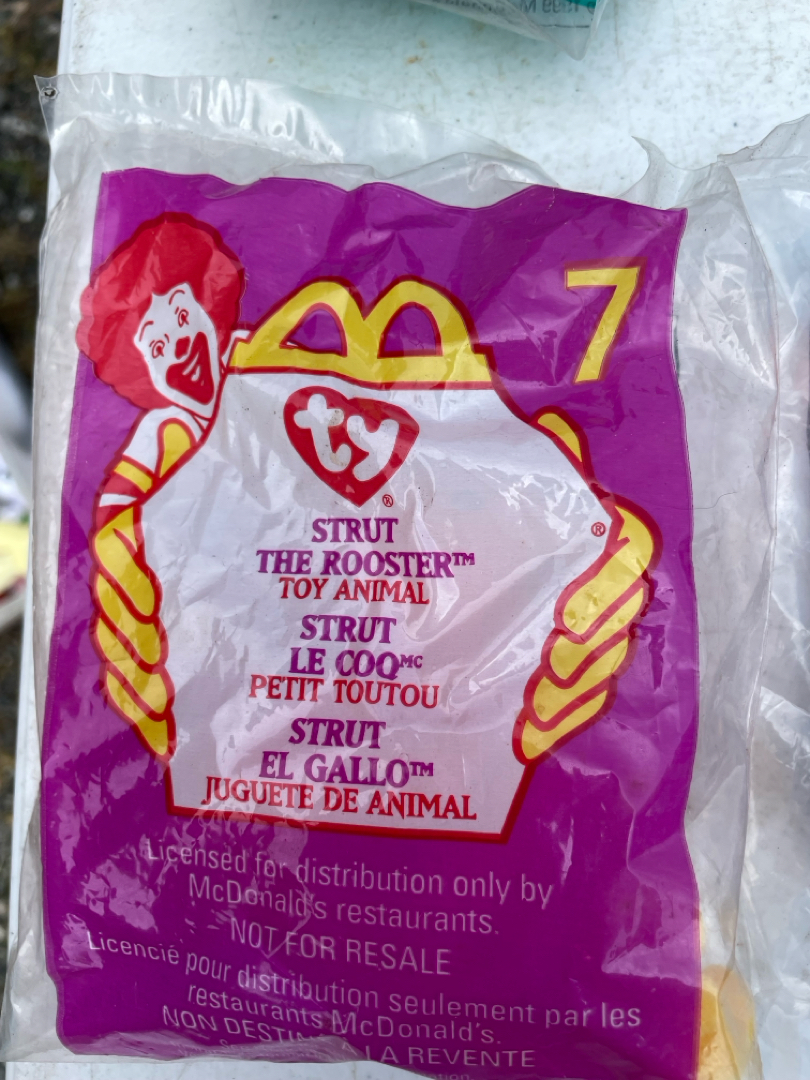 7
ty®
STRUT
THE ROOSTER™
TOY ANIMAL
STRUT
LE COQᴹᶜ
PETIT TOUTOU
STRUT
EL GALLO™
JUGUETE DE ANIMAL
®
Licensed for distribution only by
McDonald's restaurants.
NOT FOR RESALE
Licencié pour distribution seulement par les
restaurants McDonald's.
NON DESTIN À LA REVENTE